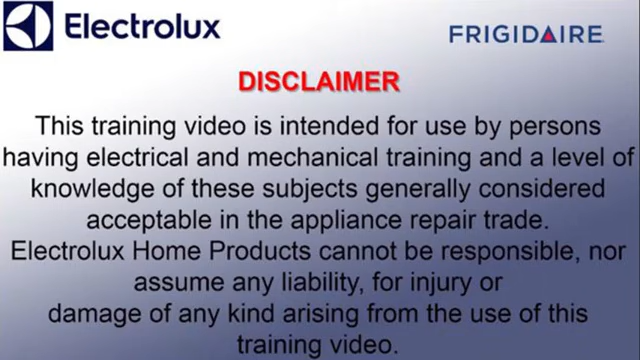 Electrolux
FRIGIDAIRE
DISCLAIMER
This training video is intended for use by persons
having electrical and mechanical training and a level of
knowledge of these subjects generally considered
acceptable in the appliance repair trade.
Electrolux Home Products cannot be responsible, nor
assume any liability, for injury or
damage of any kind arising from the use of this
training video.